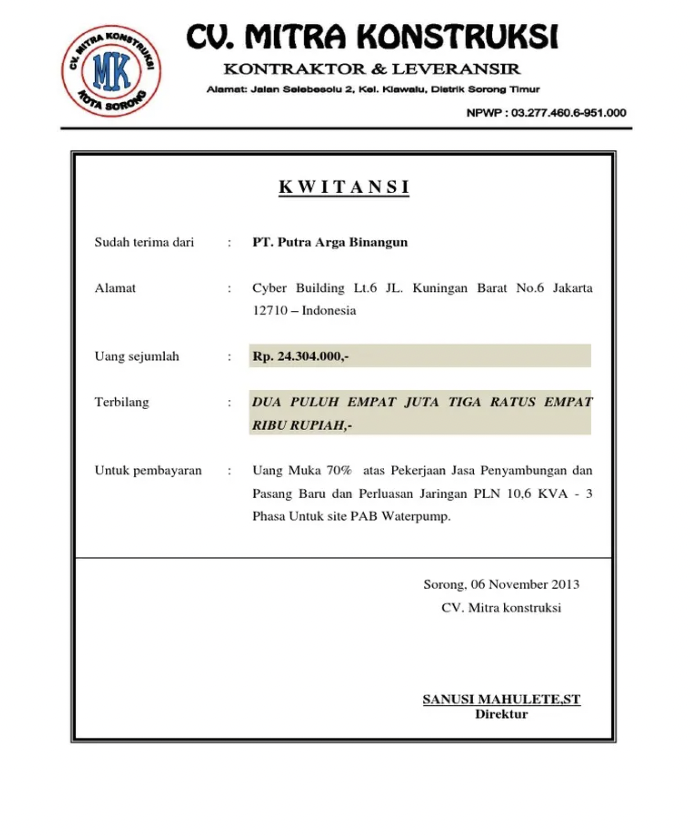 CV. MITRA KONSTRUKSI
KONTRAKTOR & LEVERANSIR
Alamat: Jalan Selebesolu 2, Kel. Klawalu, Distrik Sorong Timur
NPWP : 03.277.460.6-951.000
CV. MITRA KONSTRUKSI
MK
KOTA SORONG
K W I T A N S I
Sudah terima dari : PT. Putra Arga Binangun
Alamat : Cyber Building Lt.6 JL. Kuningan Barat No.6 Jakarta
12710 – Indonesia
Uang sejumlah : Rp. 24.304.000,-
Terbilang : DUA PULUH EMPAT JUTA TIGA RATUS EMPAT
RIBU RUPIAH,-
Untuk pembayaran : Uang Muka 70% atas Pekerjaan Jasa Penyambungan dan
Pasang Baru dan Perluasan Jaringan PLN 10,6 KVA - 3
Phasa Untuk site PAB Waterpump.
Sorong, 06 November 2013
CV. Mitra konstruksi
SANUSI MAHULETE,ST
Direktur